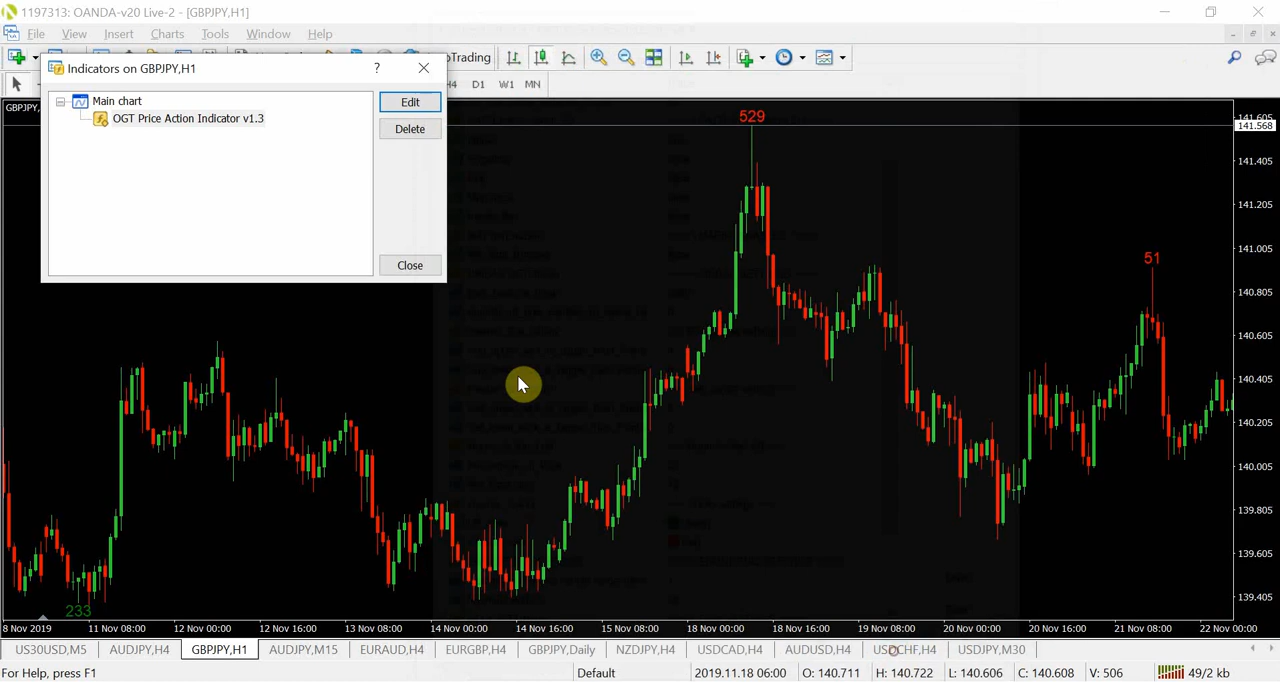 1197313: OANDA-v20 Live-2 - [GBPJPY,H1]
File View Insert Charts Tools Window Help
Indicators on GBPJPY,H1
?
Trading
Main chart
OGT Price Action Indicator v1.3
Edit
Delete
Close
H4 D1 W1 MN
GBPJPY,
529
51
233
141.605
141.568
141.405
141.205
141.005
140.805
140.605
140.405
140.205
140.005
139.805
139.605
139.405
8 Nov 2019 11 Nov 08:00 12 Nov 00:00 12 Nov 16:00 13 Nov 08:00 14 Nov 00:00 14 Nov 16:00 15 Nov 08:00 18 Nov 00:00 18 Nov 16:00 19 Nov 08:00 20 Nov 00:00 20 Nov 16:00 21 Nov 08:00 22 Nov 00:00
US30USD,M5 AUDJPY,H4 GBPJPY,H1 AUDJPY,M15 EURAUD,H4 EURGBP,H4 GBPJPY,Daily NZDJPY,H4 USDCAD,H4 AUDUSD,H4 USDCHF,H4 USDJPY,M30
For Help, press F1 Default 2019.11.18 06:00 O: 140.711 H: 140.722 L: 140.606 C: 140.608 V: 506 49/2 kb